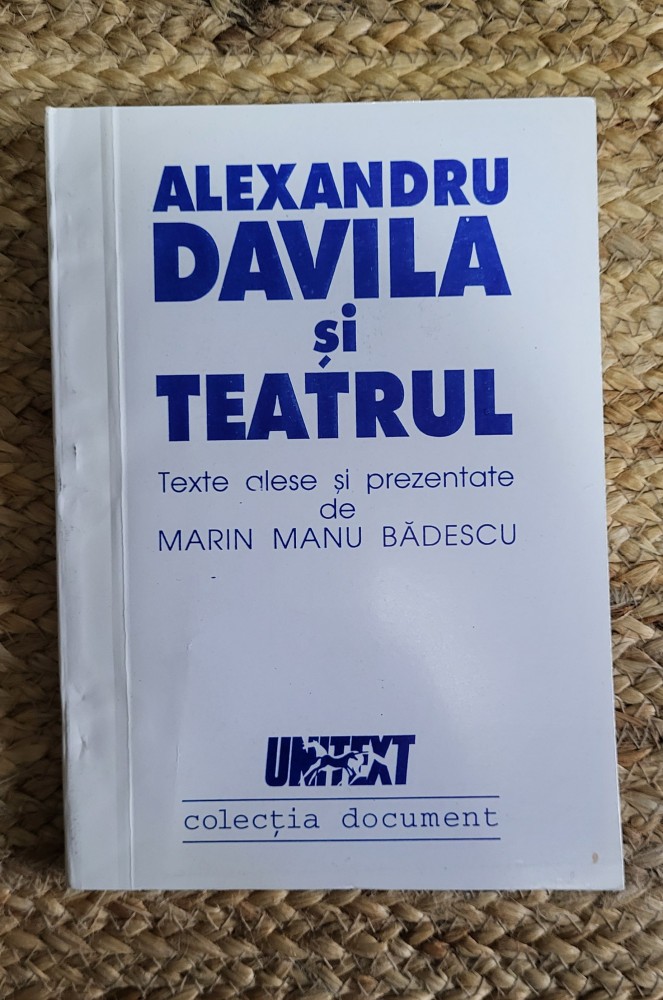 ALEXANDRU
DAVILA
și
TEATRUL
Texte alese și prezentate
de
MARIN MANU BĂDESCU
UNITEXT
colecția document